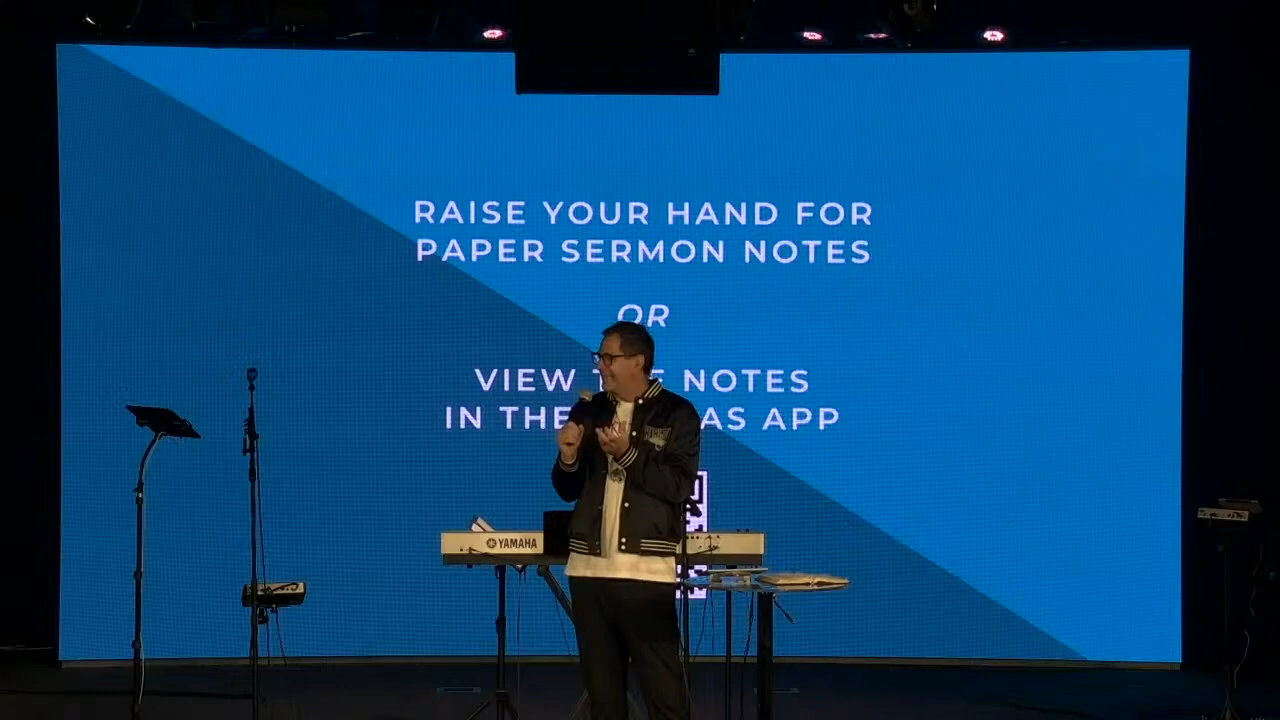 RAISE YOUR HAND FOR
PAPER SERMON NOTES
OR
VIEW NOTES
IN THE APP
YAMAHA